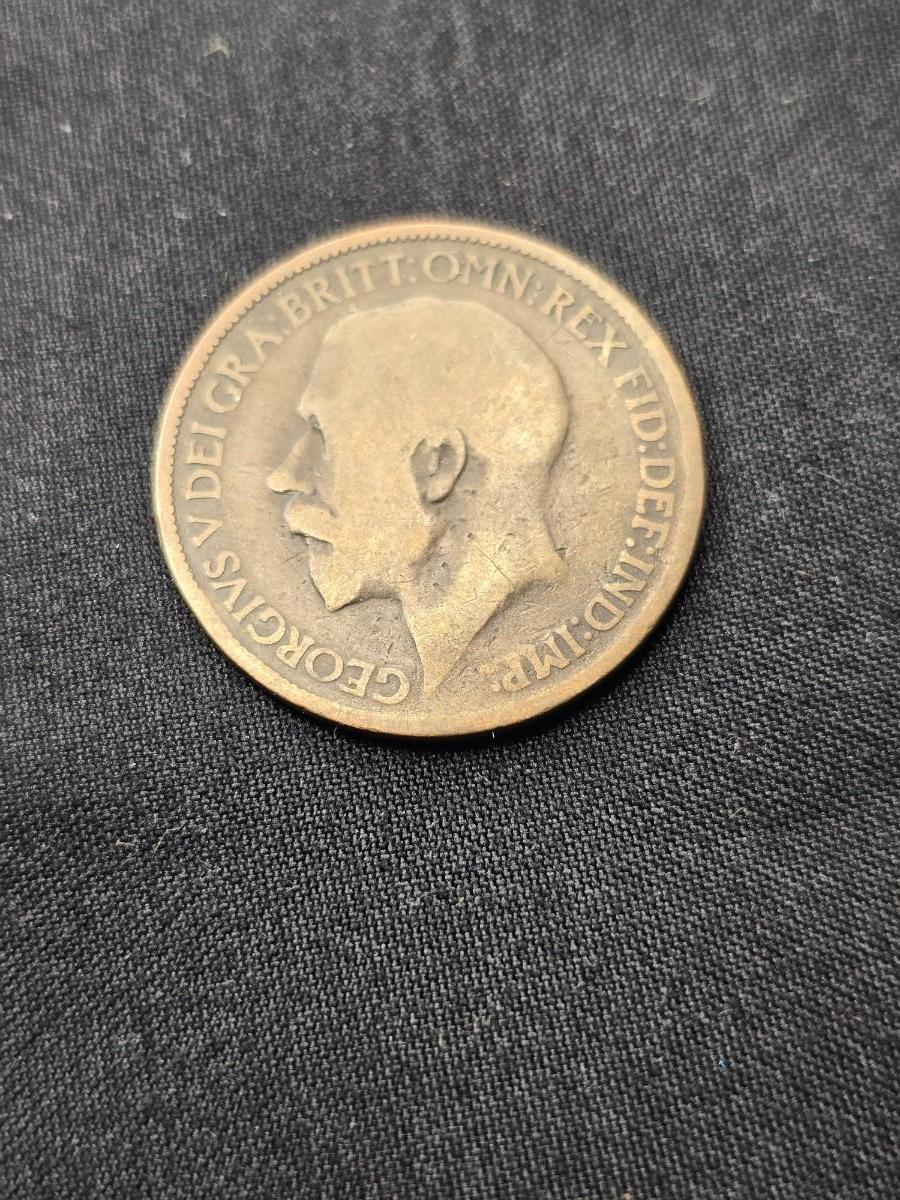 GEORGIVS V DEI GRA: BRITT: OMN: REX FID: DEF: IND: IMP: